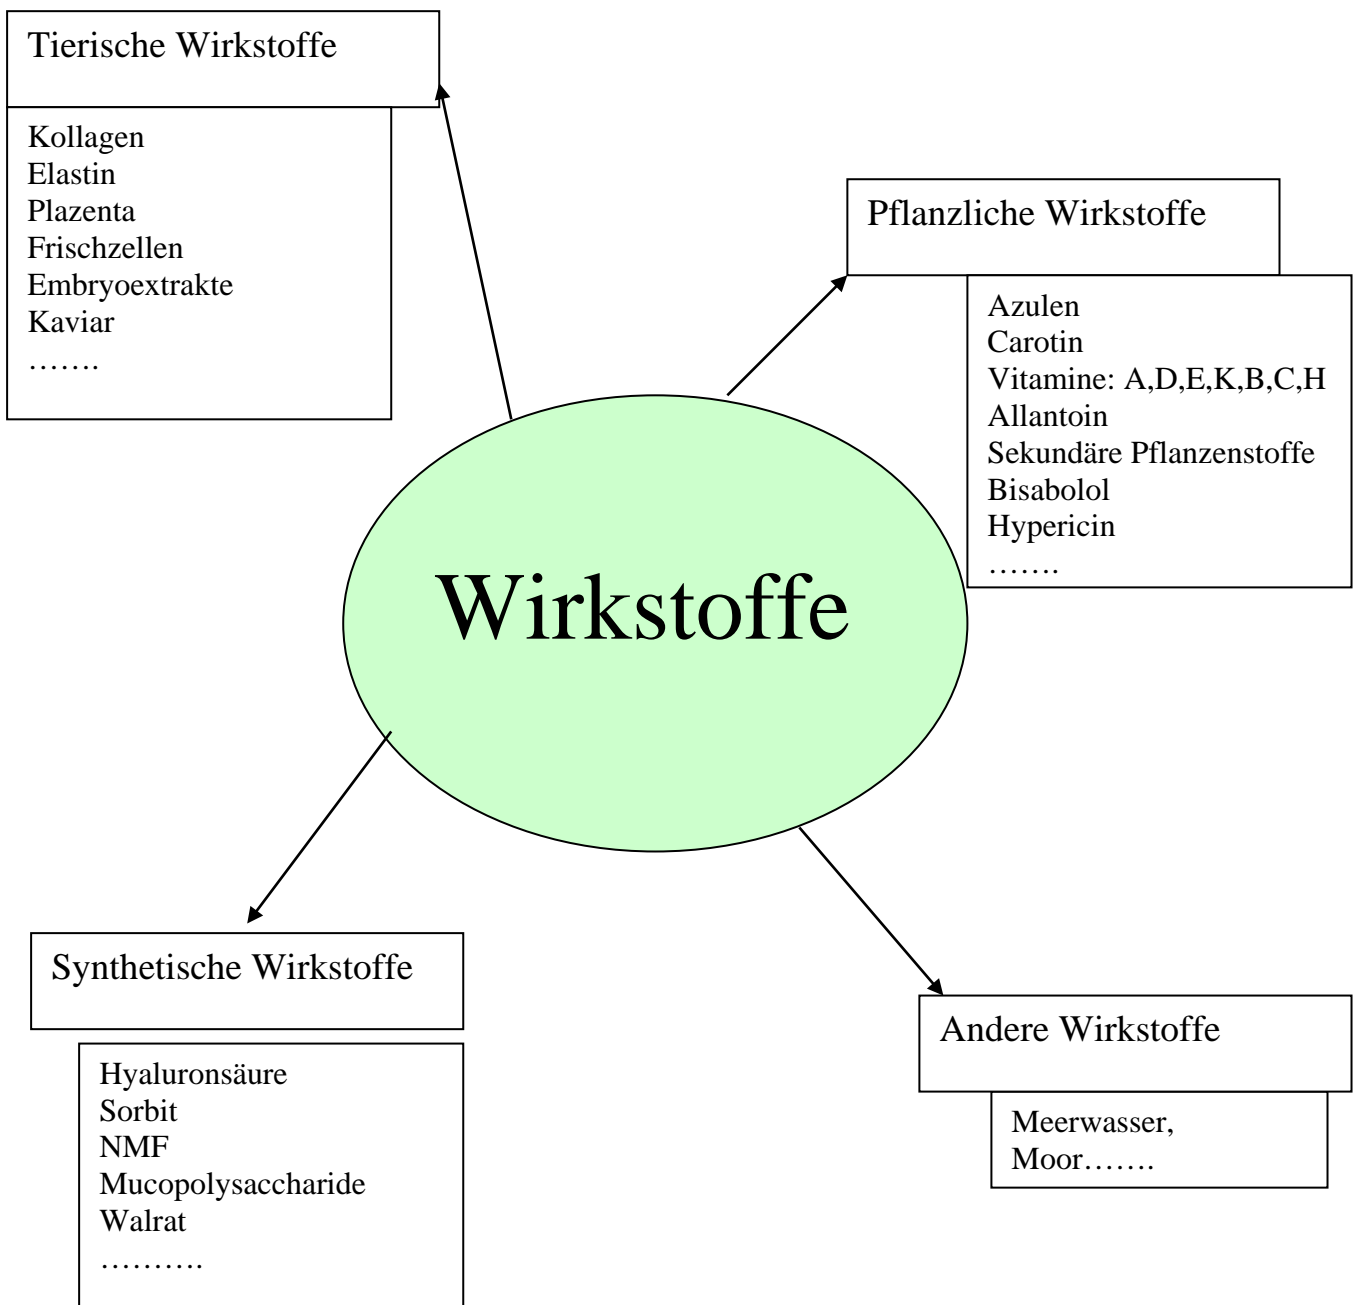 Tierische Wirkstoffe
Kollagen
Elastin
Plazenta
Frischzellen
Embryoextrakte
Kaviar
…….
Pflanzliche Wirkstoffe
Azulen
Carotin
Vitamine: A,D,E,K,B,C,H
Allantoin
Sekundäre Pflanzenstoffe
Bisabolol
Hypericin
…….
Wirkstoffe
Synthetische Wirkstoffe
Hyaluronsäure
Sorbit
NMF
Mucopolysaccharide
Walrat
……….
Andere Wirkstoffe
Meerwasser,
Moor…….